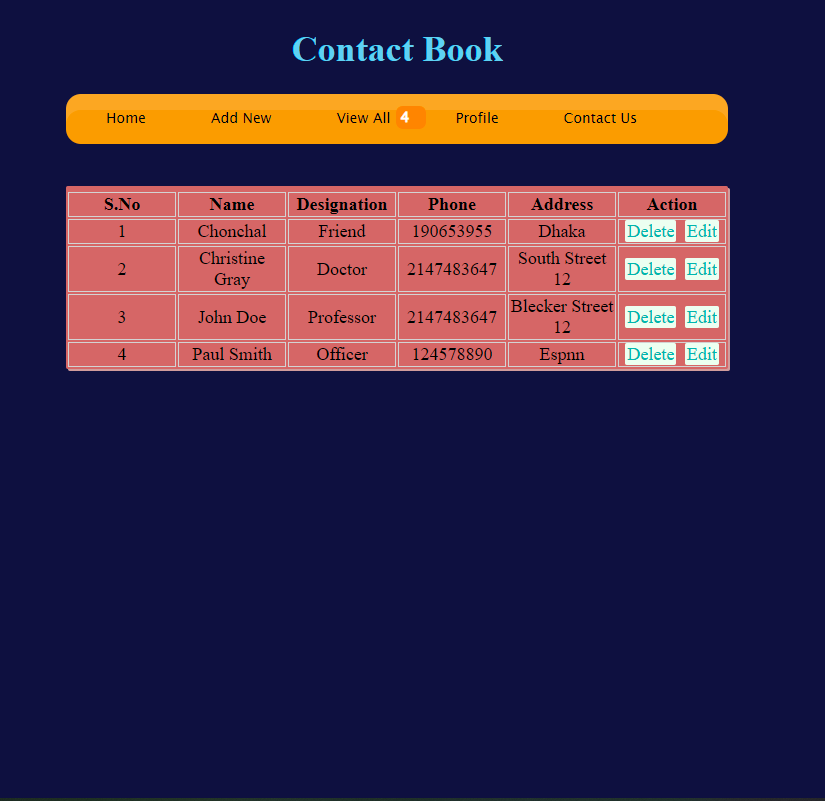 Contact Book
Home Add New View All 4 Profile Contact Us
S.No Name Designation Phone Address Action
1 Chonchal Friend 190653955 Dhaka Delete Edit
2 Christine Gray Doctor 2147483647 South Street 12 Delete Edit
3 John Doe Professor 2147483647 Blecker Street 12 Delete Edit
4 Paul Smith Officer 124578890 Espnn Delete Edit